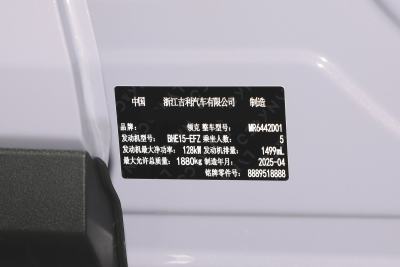 中国 浙江吉利汽车有限公司 制造
品牌: 领克 整车型号: MR6442D01
发动机型号: BHE15-EFZ 乘坐人数: 5
发动机最大净功率: 128kW 发动机排量: 1499mL
最大允许总质量: 1880kg 制造年月: 2025-04
铭牌零件号: 8889518888